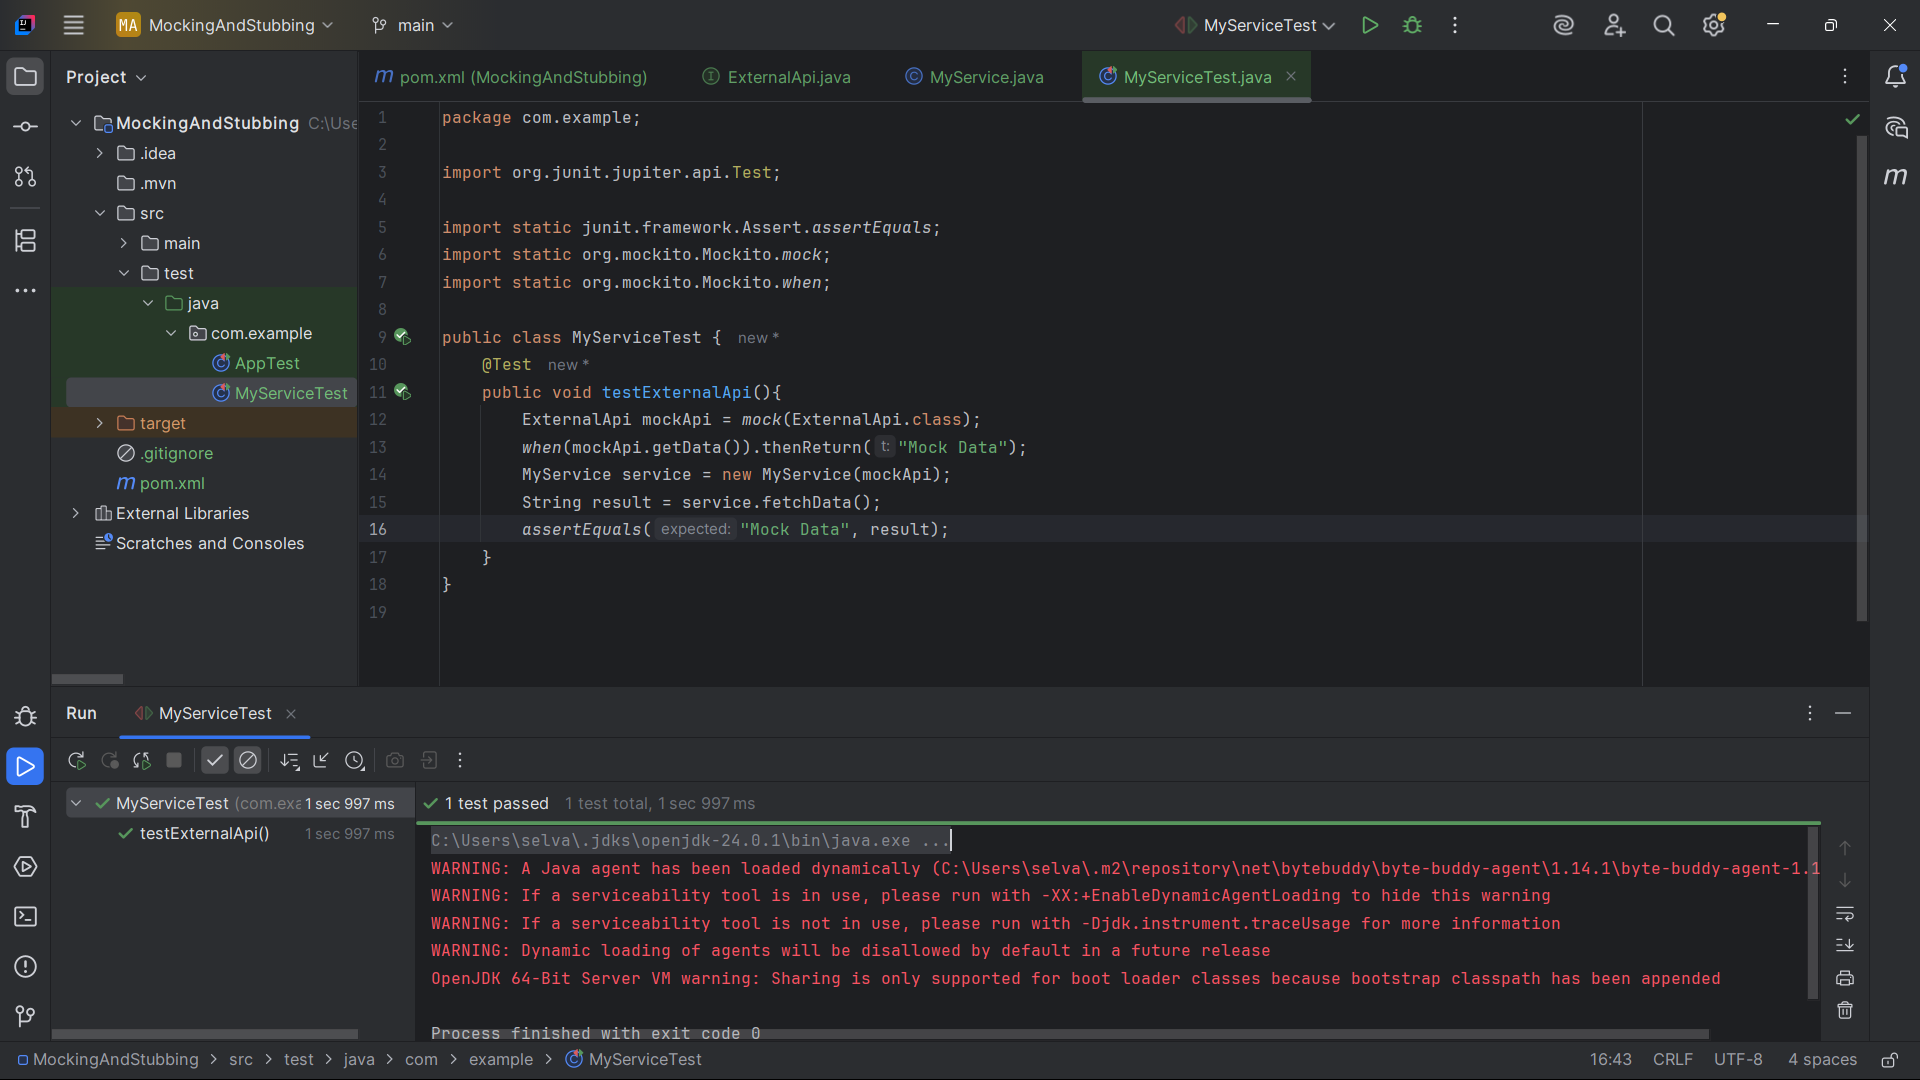 MA MockingAndStubbing main MyServiceTest
Project
MockingAndStubbing C:\Use
.idea
.mvn
src
main
test
java
com.example
AppTest
MyServiceTest
target
.gitignore
pom.xml
External Libraries
Scratches and Consoles
pom.xml (MockingAndStubbing) ExternalApi.java MyService.java MyServiceTest.java
1 package com.example;
2
3 import org.junit.jupiter.api.Test;
4
5 import static junit.framework.Assert.assertEquals;
6 import static org.mockito.Mockito.mock;
7 import static org.mockito.Mockito.when;
8
9 public class MyServiceTest { new *
10 @Test new *
11 public void testExternalApi(){
12 ExternalApi mockApi = mock(ExternalApi.class);
13 when(mockApi.getData()).thenReturn( t: "Mock Data");
14 MyService service = new MyService(mockApi);
15 String result = service.fetchData();
16 assertEquals( expected: "Mock Data", result);
17 }
18 }
19
Run MyServiceTest
MyServiceTest (com.exa 1 sec 997 ms
testExternalApi() 1 sec 997 ms
1 test passed 1 test total, 1 sec 997 ms
C:\Users\selva\.jdks\openjdk-24.0.1\bin\java.exe ...
WARNING: A Java agent has been loaded dynamically (C:\Users\selva\.m2\repository\net\bytebuddy\byte-buddy-agent\1.14.1\byte-buddy-agent-1.1
WARNING: If a serviceability tool is in use, please run with -XX:+EnableDynamicAgentLoading to hide this warning
WARNING: If a serviceability tool is not in use, please run with -Djdk.instrument.traceUsage for more information
WARNING: Dynamic loading of agents will be disallowed by default in a future release
OpenJDK 64-Bit Server VM warning: Sharing is only supported for boot loader classes because bootstrap classpath has been appended
Process finished with exit code 0
MockingAndStubbing > src > test > java > com > example > MyServiceTest
16:43 CRLF UTF-8 4 spaces